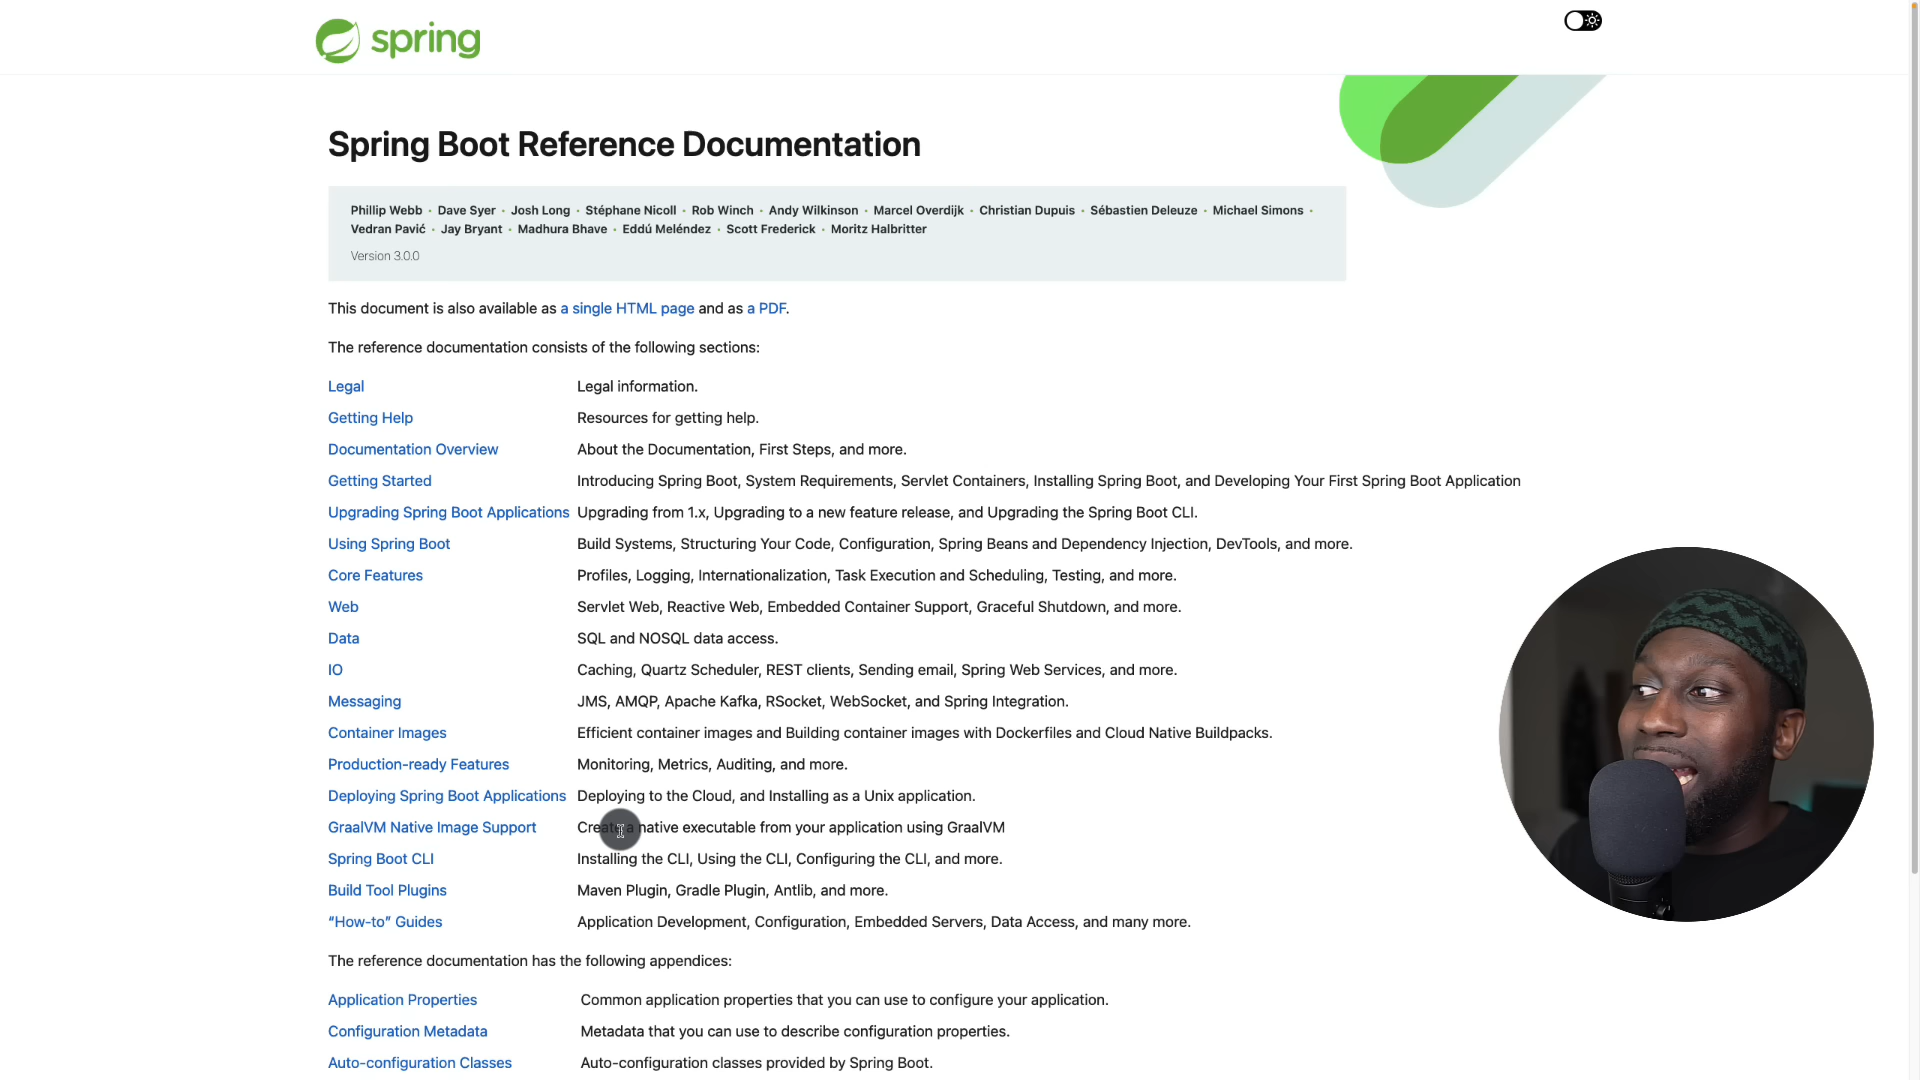 spring
Spring Boot Reference Documentation
Phillip Webb · Dave Syer · Josh Long · Stéphane Nicoll · Rob Winch · Andy Wilkinson · Marcel Overdijk · Christian Dupuis · Sébastien Deleuze · Michael Simons ·
Vedran Pavić · Jay Bryant · Madhura Bhave · Eddú Meléndez · Scott Frederick · Moritz Halbritter
Version 3.0.0
This document is also available as a single HTML page and as a PDF.
The reference documentation consists of the following sections:
Legal Legal information.
Getting Help Resources for getting help.
Documentation Overview About the Documentation, First Steps, and more.
Getting Started Introducing Spring Boot, System Requirements, Servlet Containers, Installing Spring Boot, and Developing Your First Spring Boot Application
Upgrading Spring Boot Applications Upgrading from 1.x, Upgrading to a new feature release, and Upgrading the Spring Boot CLI.
Using Spring Boot Build Systems, Structuring Your Code, Configuration, Spring Beans and Dependency Injection, DevTools, and more.
Core Features Profiles, Logging, Internationalization, Task Execution and Scheduling, Testing, and more.
Web Servlet Web, Reactive Web, Embedded Container Support, Graceful Shutdown, and more.
Data SQL and NOSQL data access.
IO Caching, Quartz Scheduler, REST clients, Sending email, Spring Web Services, and more.
Messaging JMS, AMQP, Apache Kafka, RSocket, WebSocket, and Spring Integration.
Container Images Efficient container images and Building container images with Dockerfiles and Cloud Native Buildpacks.
Production-ready Features Monitoring, Metrics, Auditing, and more.
Deploying Spring Boot Applications Deploying to the Cloud, and Installing as a Unix application.
GraalVM Native Image Support Create a native executable from your application using GraalVM
Spring Boot CLI Installing the CLI, Using the CLI, Configuring the CLI, and more.
Build Tool Plugins Maven Plugin, Gradle Plugin, Antlib, and more.
“How-to” Guides Application Development, Configuration, Embedded Servers, Data Access, and many more.
The reference documentation has the following appendices:
Application Properties Common application properties that you can use to configure your application.
Configuration Metadata Metadata that you can use to describe configuration properties.
Auto-configuration Classes Auto-configuration classes provided by Spring Boot.